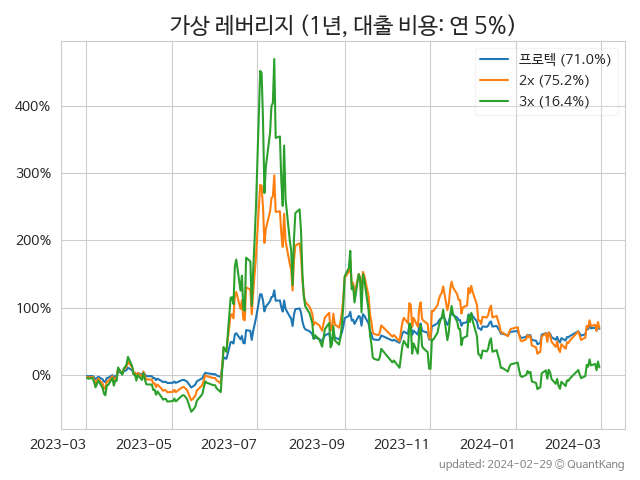 가상 레버리지 (1년, 대출 비용: 연 5%)
프로텍 (71.0%)
2x (75.2%)
3x (16.4%)
400%
300%
200%
100%
0%
2023-03 2023-05 2023-07 2023-09 2023-11 2024-01 2024-03
updated: 2024-02-29 © QuantKang